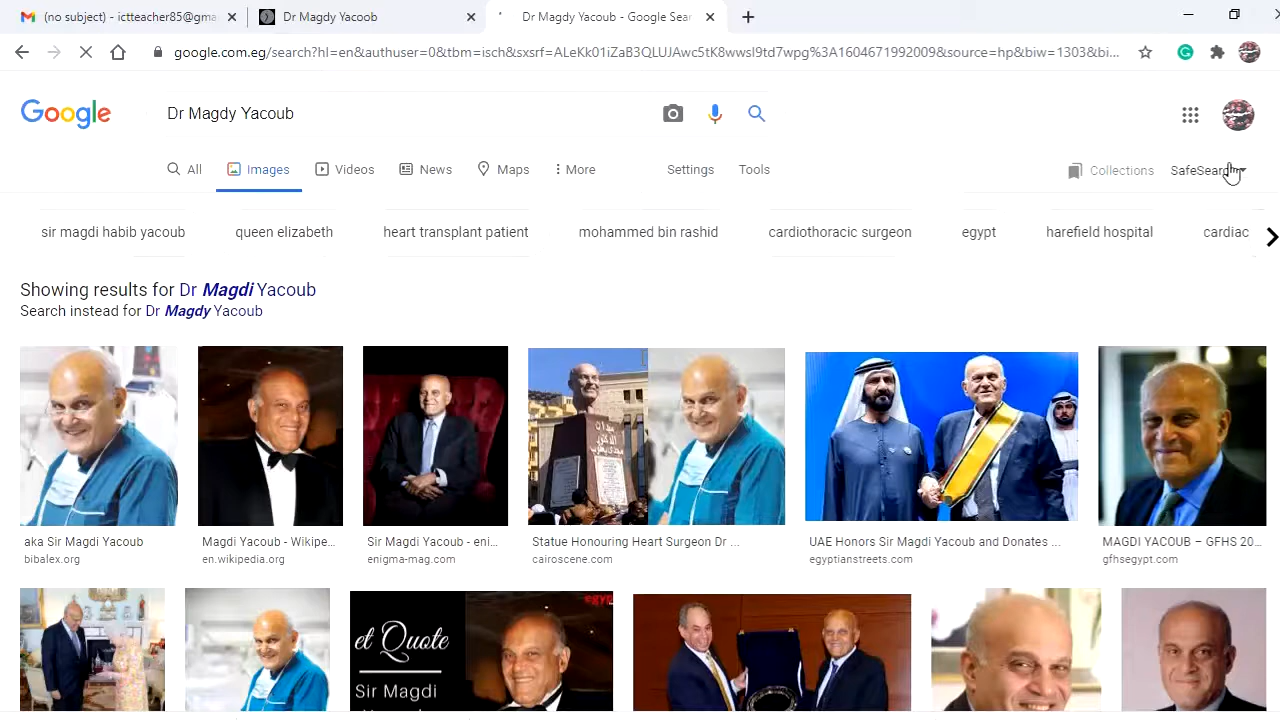 (no subject) - ictteacher85@gma
Dr Magdy Yacoob
Dr Magdy Yacoub - Google Sear
google.com.eg/search?hl=en&authuser=0&tbm=isch&sxsrf=ALeKk01iZaB3QLUJAwc5tK8wwsl9td7wpg%3A1604671992009&source=hp&biw=1303&bi...
Google
Dr Magdy Yacoub
All
Images
Videos
News
Maps
More
Settings
Tools
Collections
SafeSearch
sir magdi habib yacoub
queen elizabeth
heart transplant patient
mohammed bin rashid
cardiothoracic surgeon
egypt
harefield hospital
cardiac
Showing results for Dr Magdi Yacoub
Search instead for Dr Magdy Yacoub
ميدان
الدكتور
مجدى يعقوب
aka Sir Magdi Yacoub
bibalex.org
Magdi Yacoub - Wikipe...
en.wikipedia.org
Sir Magdi Yacoub - eni...
enigma-mag.com
Statue Honouring Heart Surgeon Dr ...
cairoscene.com
UAE Honors Sir Magdi Yacoub and Donates ...
egyptianstreets.com
MAGDI YACOUB – GFHS 20...
gfhsegypt.com
et Quote
Sir Magdi